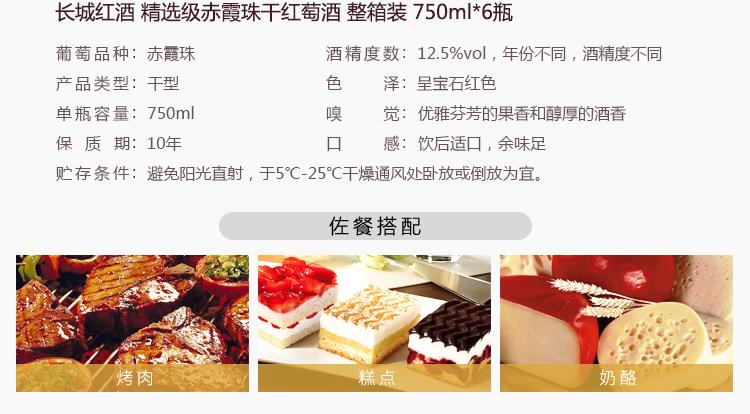 长城红酒 精选级赤霞珠干红萄酒 整箱装 750ml*6瓶
葡萄品种：赤霞珠 酒精度数：12.5%vol，年份不同，酒精度不同
产品类型：干型 色 泽：呈宝石红色
单瓶容量：750ml 嗅 觉：优雅芬芳的果香和醇厚的酒香
保 质 期：10年 口 感：饮后适口，余味足
贮存条件：避免阳光直射，于5℃-25℃干燥通风处卧放或倒放为宜。
佐餐搭配
烤肉 糕点 奶酪